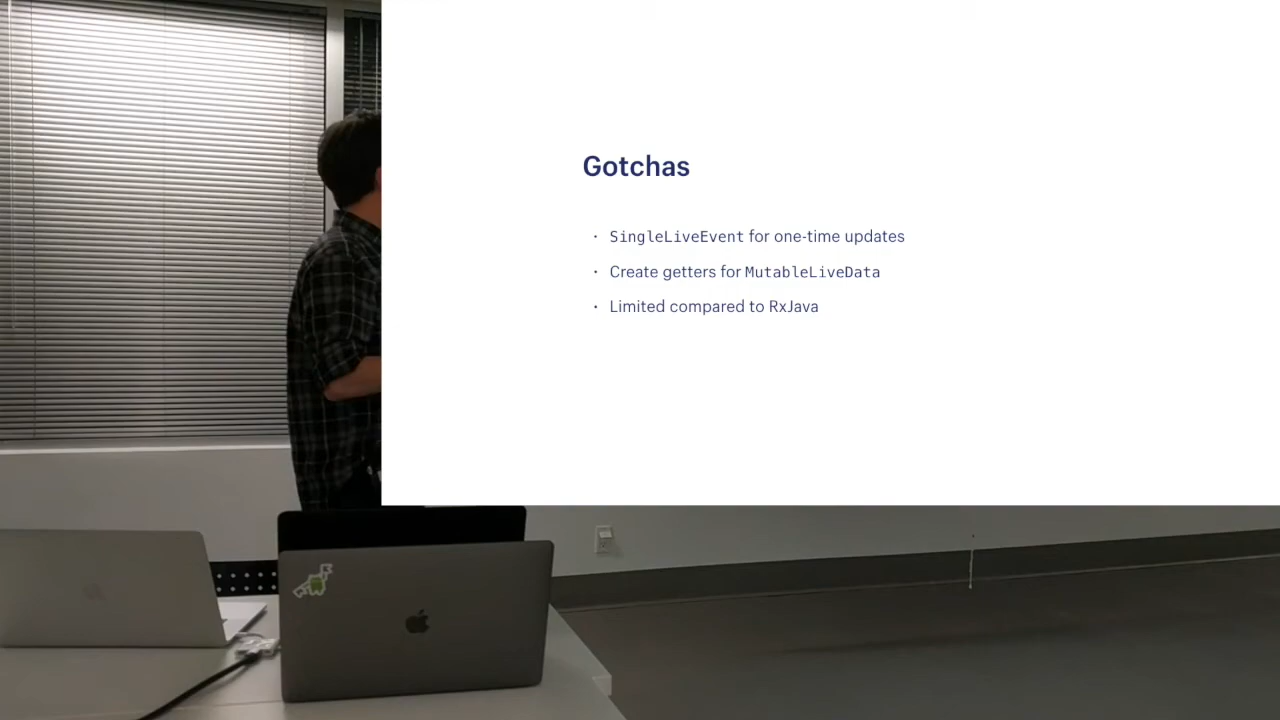 Gotchas
· SingleLiveEvent for one-time updates
· Create getters for MutableLiveData
· Limited compared to RxJava